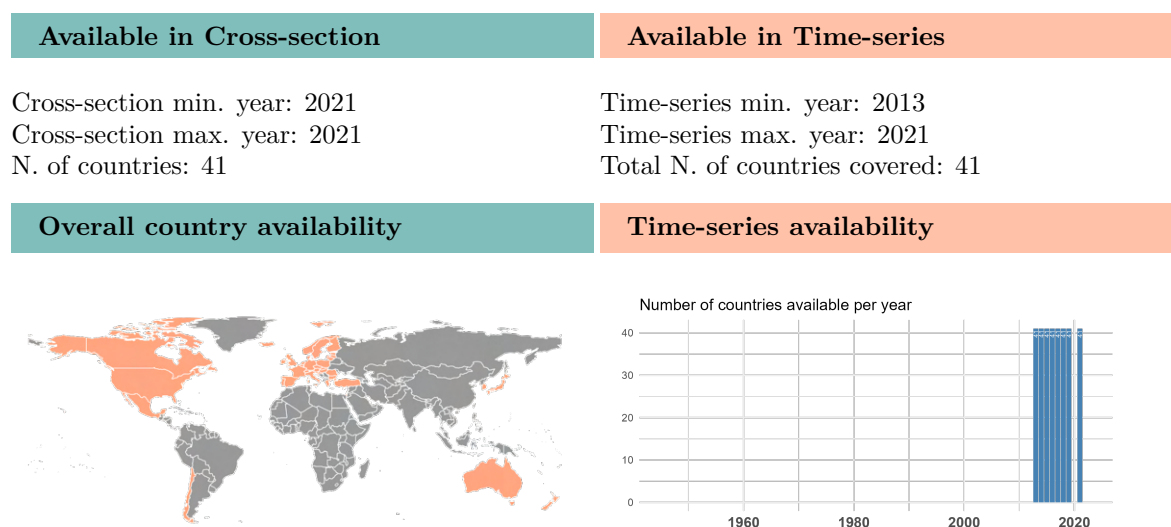 Available in Cross-section
Available in Time-series
Cross-section min. year: 2021
Cross-section max. year: 2021
N. of countries: 41
Time-series min. year: 2013
Time-series max. year: 2021
Total N. of countries covered: 41
Overall country availability
Time-series availability
Number of countries available per year
40
30
20
10
0
1960 1980 2000 2020